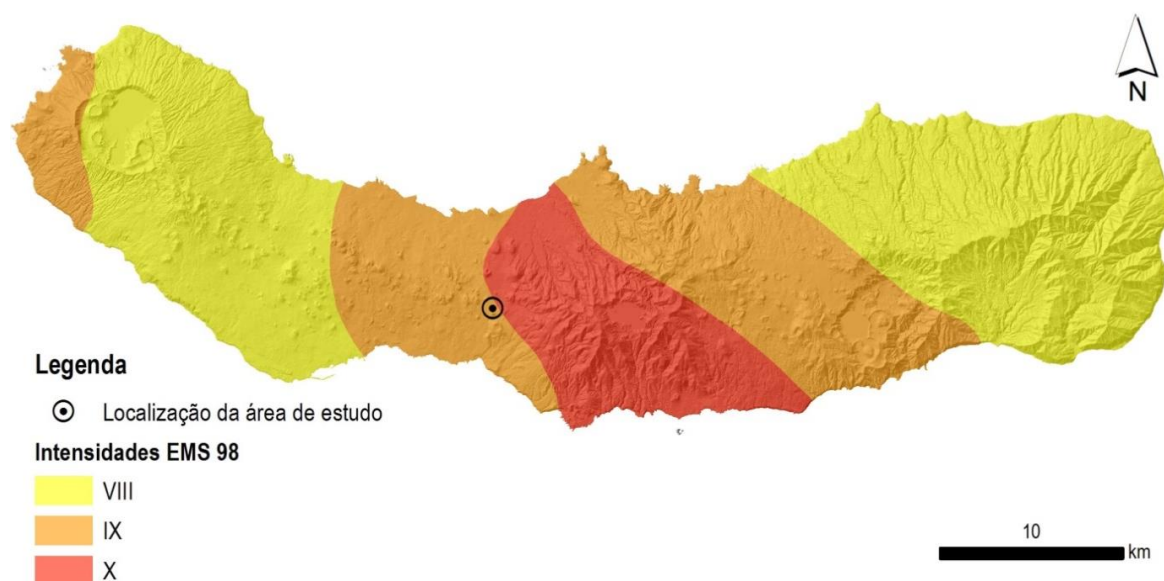 N
Legenda
Localização da área de estudo
Intensidades EMS 98
VIII
IX
X
10
km